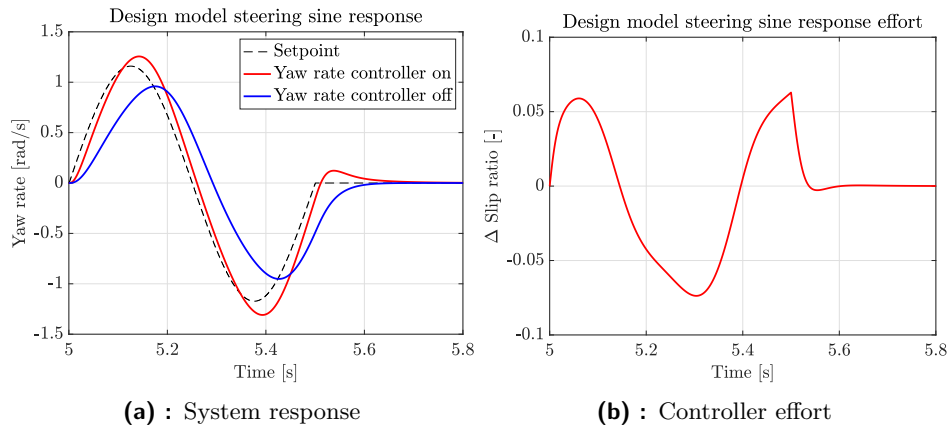 Design model steering sine response
1.5
1
0.5
0
-0.5
-1
-1.5
Yaw rate [rad/s]
Setpoint
Yaw rate controller on
Yaw rate controller off
5
5.2
5.4
5.6
5.8
Time [s]
(a) : System response
Design model steering sine response effort
0.1
0.05
0
-0.05
-0.1
Δ Slip ratio [-]
5
5.2
5.4
5.6
5.8
Time [s]
(b) : Controller effort